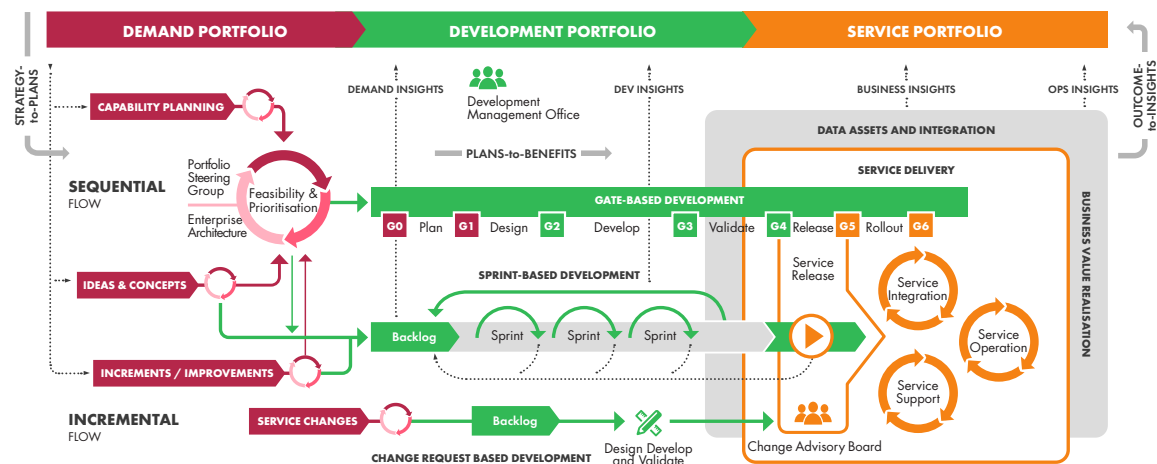 DEMAND PORTFOLIO
DEVELOPMENT PORTFOLIO
SERVICE PORTFOLIO
STRATEGY-
to-PLANS
OUTCOME-
to-INSIGHTS
DEMAND INSIGHTS
DEV INSIGHTS
BUSINESS INSIGHTS
OPS INSIGHTS
CAPABILITY PLANNING
Development
Management Office
DATA ASSETS AND INTEGRATION
PLANS-to-BENEFITS
SERVICE DELIVERY
SEQUENTIAL
FLOW
Portfolio
Steering
Group
Feasibility &
Prioritisation
Enterprise
Architecture
GATE-BASED DEVELOPMENT
G0
Plan
G1
Design
G2
Develop
G3
Validate
G4
Release
G5
Rollout
G6
BUSINESS VALUE REALISATION
IDEAS & CONCEPTS
SPRINT-BASED DEVELOPMENT
Service
Release
Service
Integration
Backlog
Sprint
Sprint
Sprint
Service
Operation
INCREMENTS / IMPROVEMENTS
Service
Support
INCREMENTAL
FLOW
SERVICE CHANGES
Backlog
Design Develop
and Validate
Change Advisory Board
CHANGE REQUEST BASED DEVELOPMENT